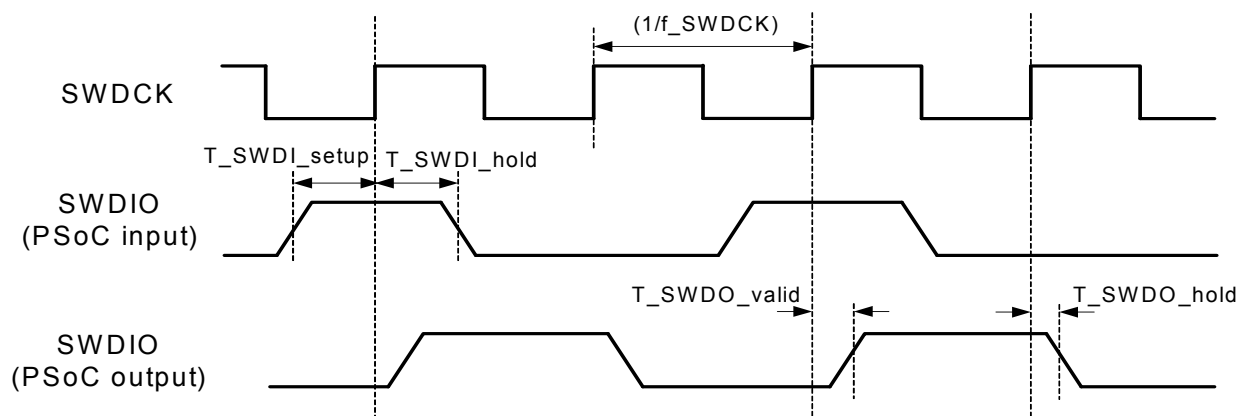 (1/f_SWDCK)
SWDCK
T_SWDI_setup T_SWDI_hold
SWDIO
(PSoC input)
T_SWDO_valid T_SWDO_hold
SWDIO
(PSoC output)